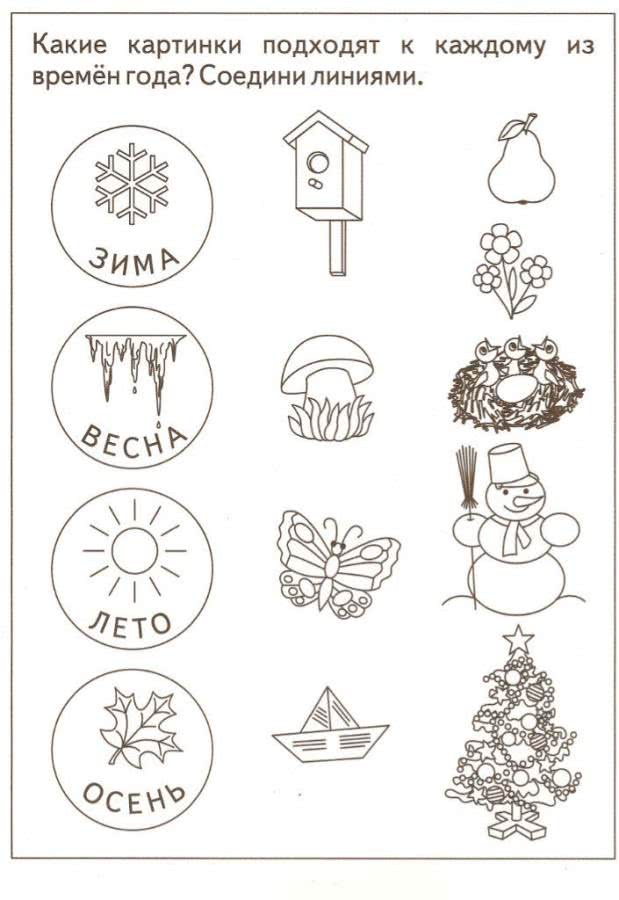 Какие картинки подходят к каждому из
времён года? Соедини линиями.
ЗИМА
ВЕСНА
ЛЕТО
ОСЕНЬ